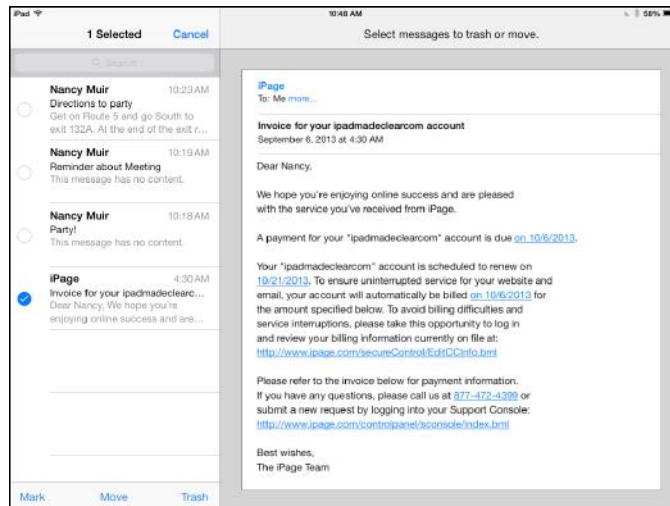 iPad
10:48 AM
58%
1 Selected
Cancel
Select messages to trash or move.
Search
Nancy Muir
10:23 AM
Directions to party
Get on Route 5 and go South to
exit 132A. At the end of the exit r...
Nancy Muir
10:19 AM
Reminder about Meeting
This message has no content.
Nancy Muir
10:18 AM
Party!
This message has no content.
iPage
4:30 AM
Invoice for your ipadmadeclearc...
Dear Nancy, We hope you're
enjoying online success and are...
Mark
Move
Trash
iPage
To: Me more...
Invoice for your ipadmadeclearcom account
September 6, 2013 at 4:30 AM
Dear Nancy,
We hope you're enjoying online success and are pleased
with the service you've received from iPage.
A payment for your "ipadmadeclearcom" account is due on 10/6/2013.
Your "ipadmadeclearcom" account is scheduled to renew on
10/21/2013. To ensure uninterrupted service for your website and
email, your account will automatically be billed on 10/6/2013 for
the amount specified below. To avoid billing difficulties and
service interruptions, please take this opportunity to log in
and review your billing information currently on file at:
http://www.ipage.com/secureControl/EditCCInfo.bml
Please refer to the invoice below for payment information.
If you have any questions, please call us at 877-472-4399 or
submit a new request by logging into your Support Console:
http://www.ipage.com/controlpanel/sconsole/index.bml
Best wishes,
The iPage Team